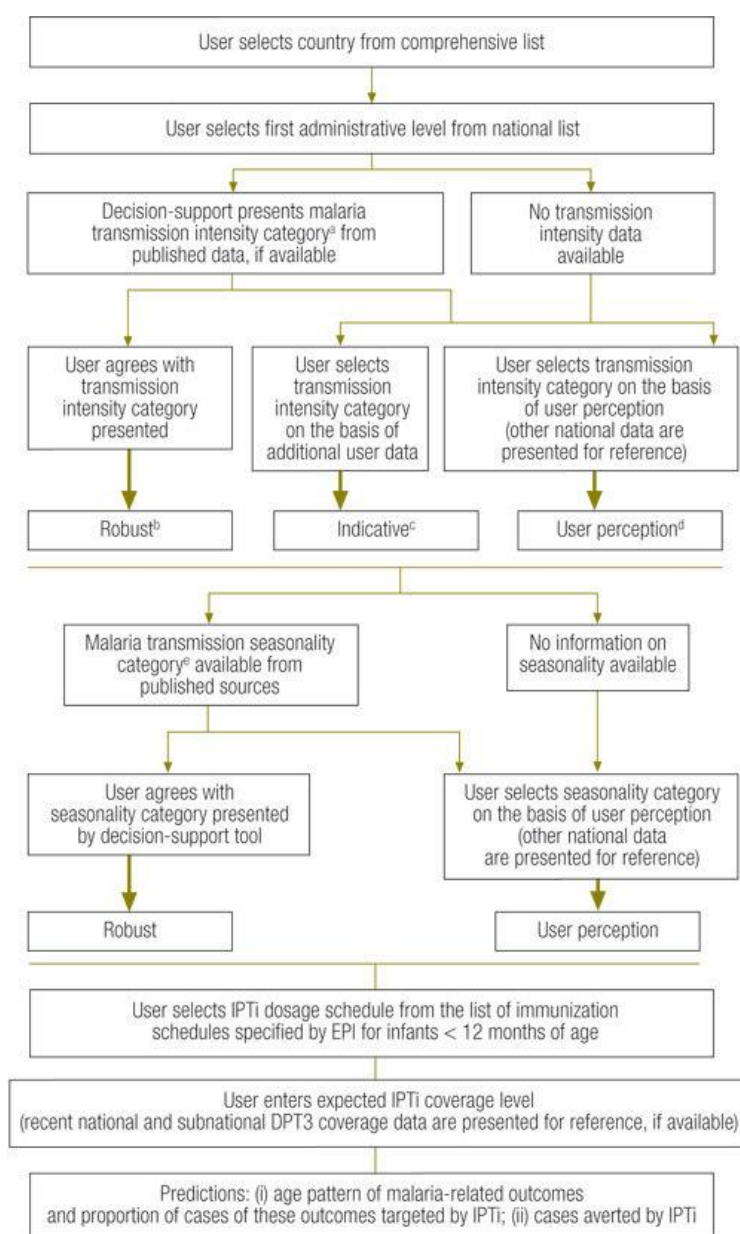 User selects country from comprehensive list
User selects first administrative level from national list
Decision-support presents malaria
transmission intensity categoryᵃ from
published data, if available
No transmission
intensity data
available
User agrees with
transmission
intensity category
presented
User selects
transmission
intensity category
on the basis of
additional user data
User selects transmission
intensity category on the basis
of user perception
(other national data are
presented for reference)
Robustᵇ
Indicativeᶜ
User perceptionᵈ
Malaria transmission seasonality
categoryᵉ available from
published sources
No information on
seasonality available
User agrees with
seasonality category presented
by decision-support tool
User selects seasonality category
on the basis of user perception
(other national data
are presented for reference)
Robust
User perception
User selects IPTi dosage schedule from the list of immunization
schedules specified by EPI for infants < 12 months of age
User enters expected IPTi coverage level
(recent national and subnational DPT3 coverage data are presented for reference, if available)
Predictions: (i) age pattern of malaria-related outcomes
and proportion of cases of these outcomes targeted by IPTi; (ii) cases averted by IPTi